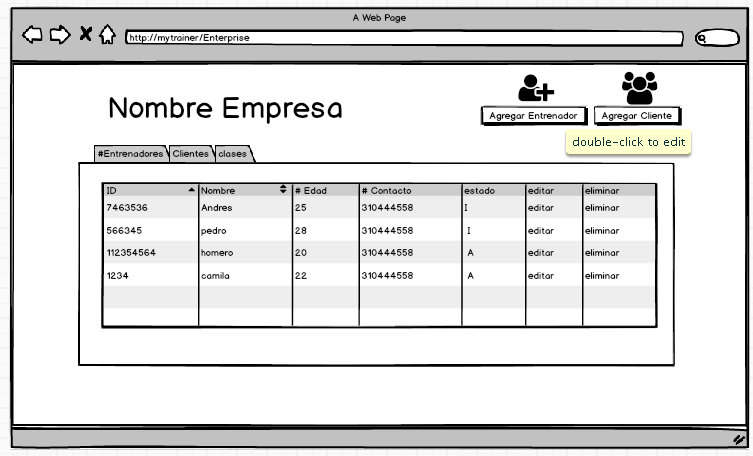 A Web Page
http://mytrainer/Enterprise
Nombre Empresa
Agregar Entrenador
Agregar Cliente
double-click to edit
#Entrenadores Clientes clases
ID Nombre # Edad # Contacto estado editar eliminar
7463536 Andres 25 310444558 I editar eliminar
566345 pedro 28 310444558 I editar eliminar
112354564 homero 20 310444558 A editar eliminar
1234 camila 22 310444558 A editar eliminar